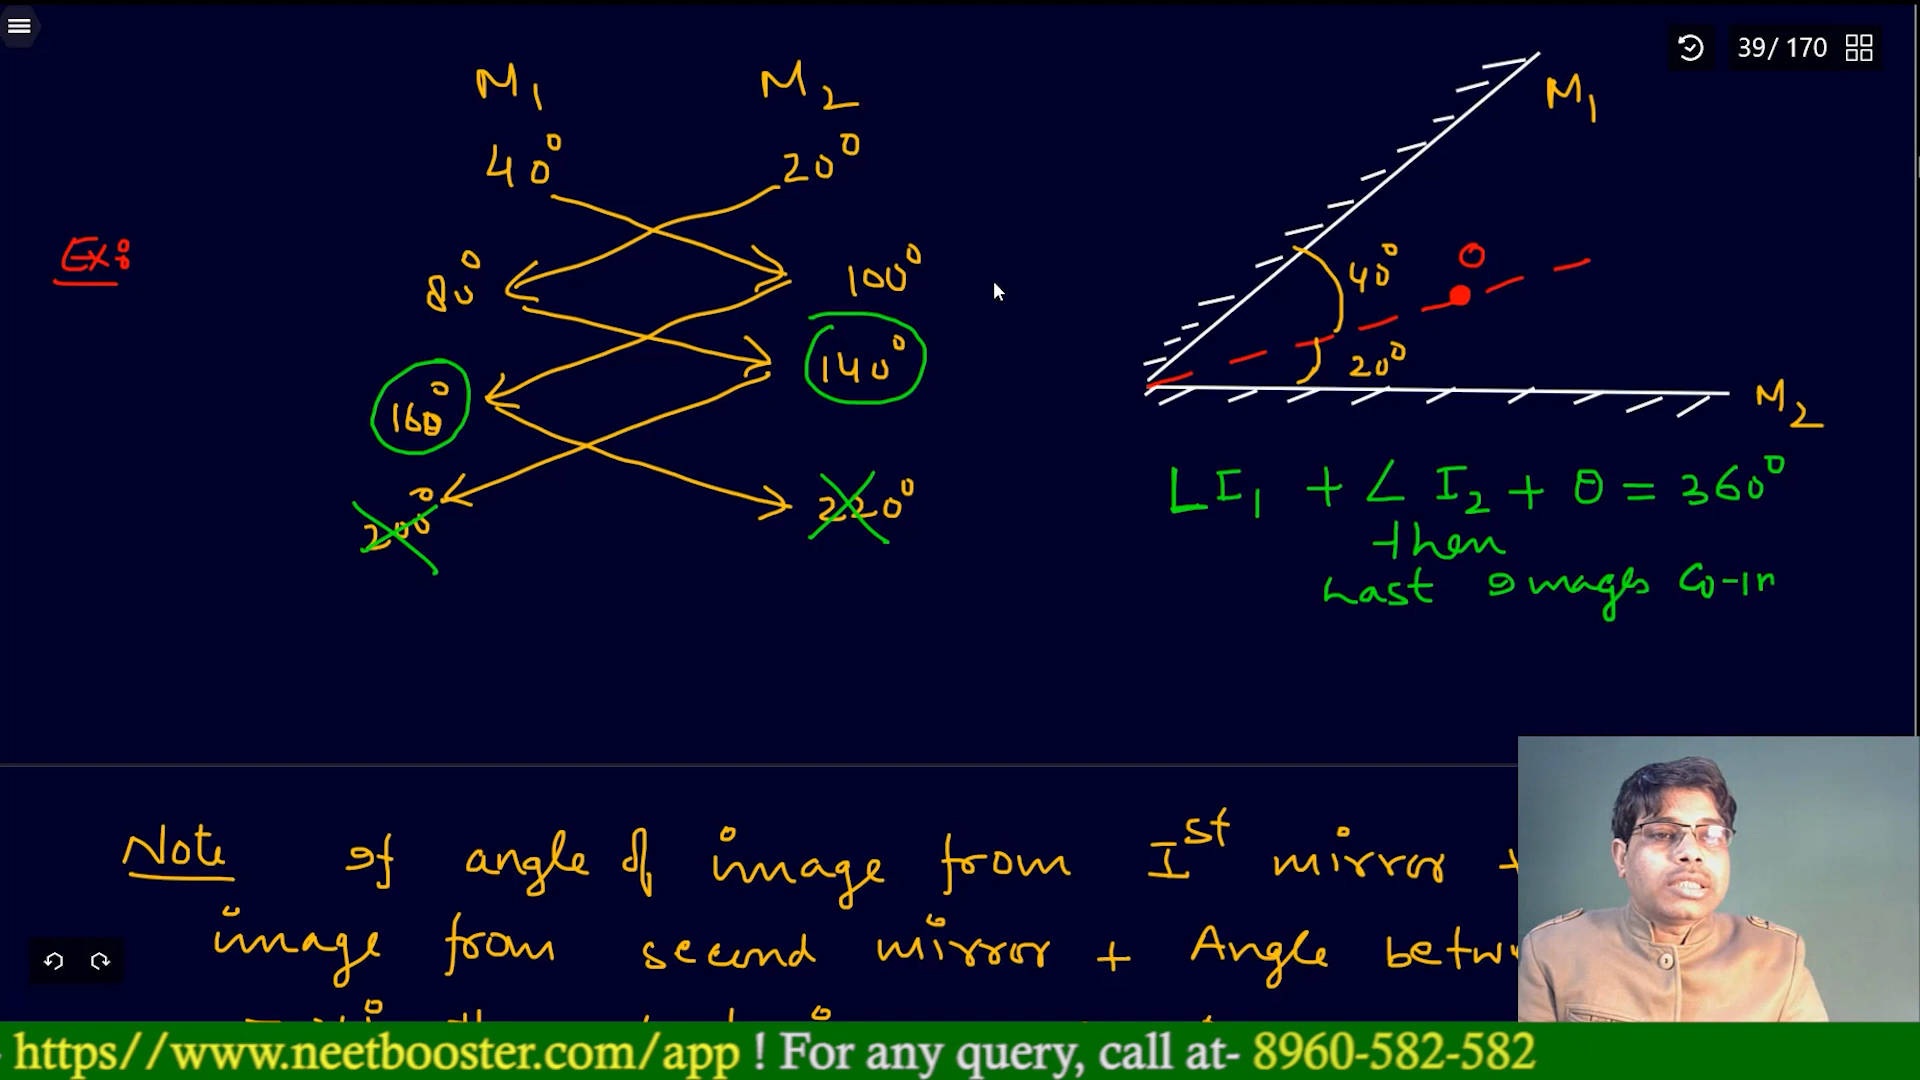 39/ 170
M1 M2
40° 20°
Ex:
80° 100°
160° 140°
200° 220°
M1
O
40°
20°
M2
∠I1 + ∠I2 + θ = 360°
then
Last Images Co-in
Note If angle of image from Ist mirror +
image from second mirror + Angle betw
https//www.neetbooster.com/app ! For any query, call at- 8960-582-582